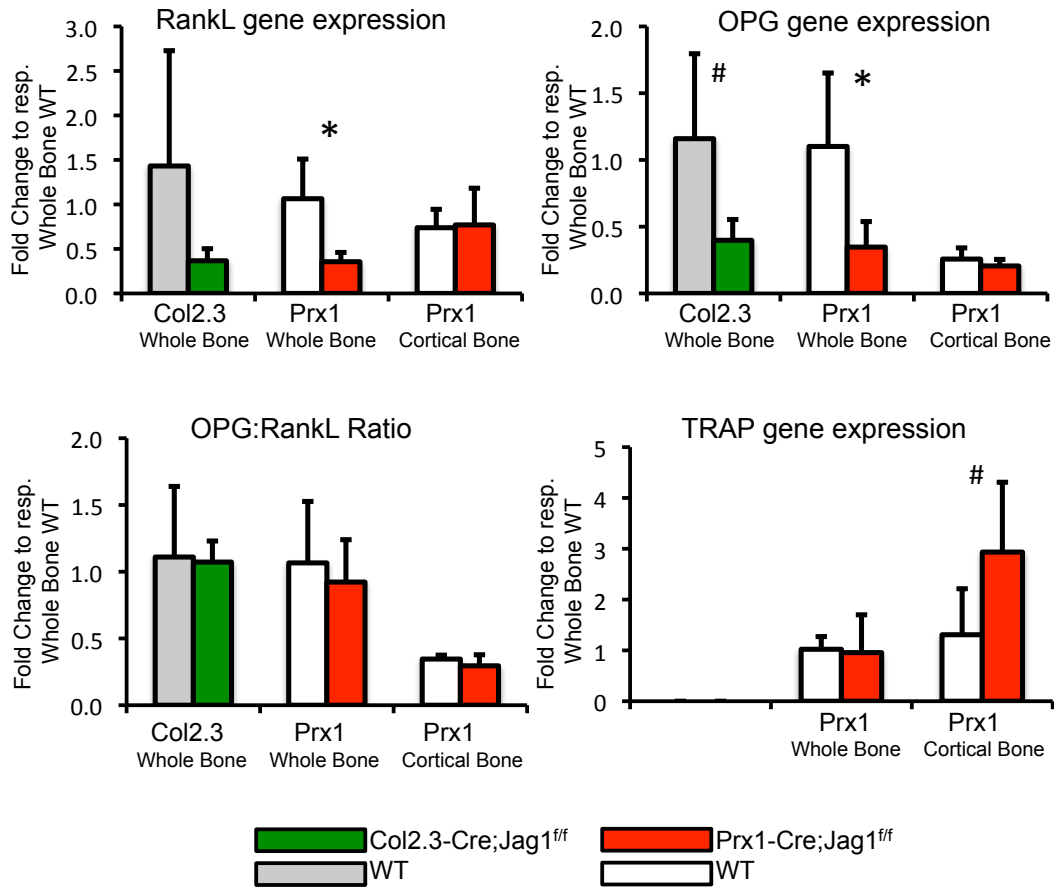 RankL gene expression
Fold Change to resp.
Whole Bone WT
3.0
2.5
2.0
1.5
1.0
0.5
0.0
*
Col2.3 Prx1 Prx1
Whole Bone Whole Bone Cortical Bone
OPG gene expression
Fold Change to resp.
Whole Bone WT
2.0
1.5
1.0
0.5
0.0
# *
Col2.3 Prx1 Prx1
Whole Bone Whole Bone Cortical Bone
OPG:RankL Ratio
Fold Change to resp.
Whole Bone WT
2.0
1.5
1.0
0.5
0.0
Col2.3 Prx1 Prx1
Whole Bone Whole Bone Cortical Bone
TRAP gene expression
Fold Change to resp.
Whole Bone WT
5
4
3
2
1
0
#
Prx1 Prx1
Whole Bone Cortical Bone
Col2.3-Cre;Jag1f/f Prx1-Cre;Jag1f/f
WT WT